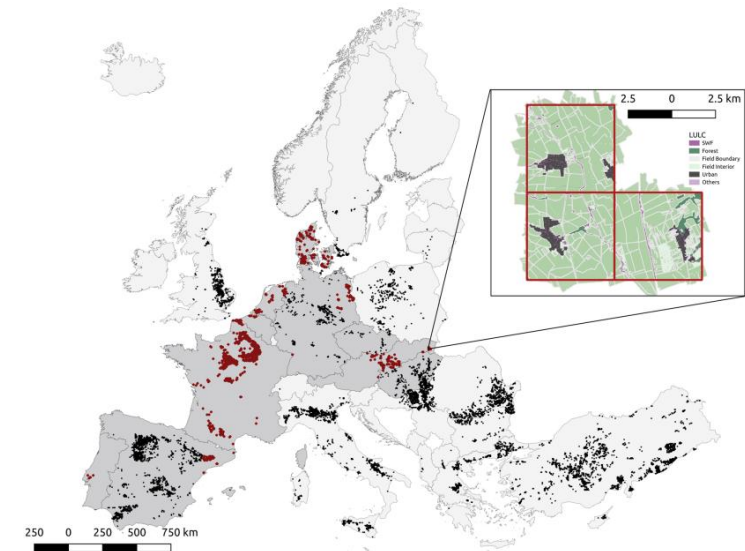 2.5 0 2.5 km
LULC
SWF
Forest
Field Boundary
Field Interior
Urban
Others
250 0 250 500 750 km